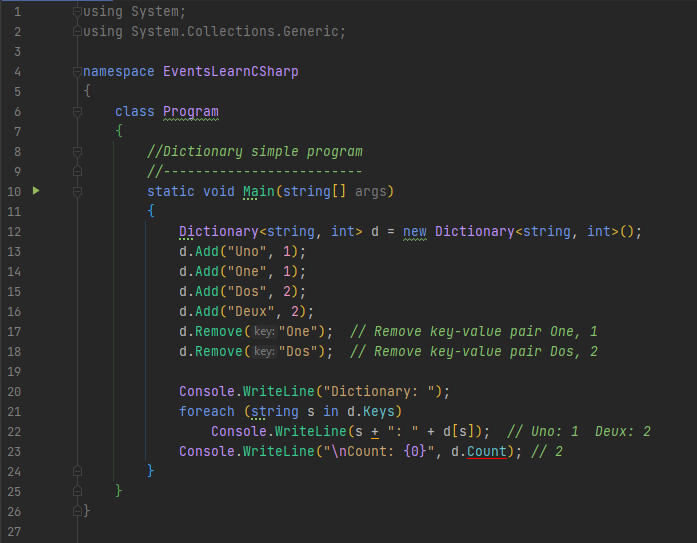 1 using System;
2 using System.Collections.Generic;
3
4 namespace EventsLearnCSharp
5 {
6 class Program
7 {
8 //Dictionary simple program
9 //-------------------------
10 static void Main(string[] args)
11 {
12 Dictionary<string, int> d = new Dictionary<string, int>();
13 d.Add("Uno", 1);
14 d.Add("One", 1);
15 d.Add("Dos", 2);
16 d.Add("Deux", 2);
17 d.Remove(key:"One");  // Remove key-value pair One, 1
18 d.Remove(key:"Dos");  // Remove key-value pair Dos, 2
19
20 Console.WriteLine("Dictionary: ");
21 foreach (string s in d.Keys)
22 Console.WriteLine(s + ": " + d[s]);  // Uno: 1  Deux: 2
23 Console.WriteLine("\nCount: {0}", d.Count); // 2
24 }
25 }
26 }
27